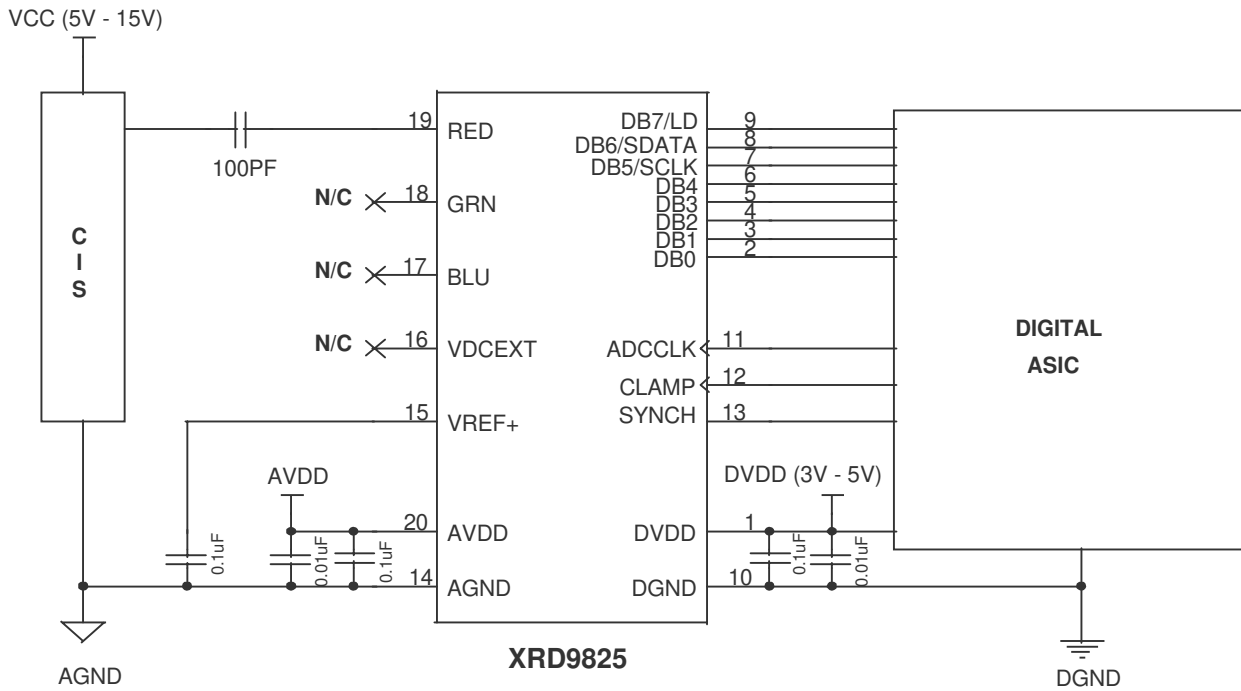 VCC (5V - 15V)
C
I
S
100PF
19
RED
N/C
18
GRN
N/C
17
BLU
N/C
16
VDCEXT
15
VREF+
AVDD
20
AVDD
14
AGND
0.1uF
0.01uF
0.1uF
AGND
DB7/LD
9
DB6/SDATA
8
DB5/SCLK
7
DB4
6
DB3
5
DB2
4
DB1
3
DB0
2
ADCCLK
11
CLAMP
12
SYNCH
13
DVDD (3V - 5V)
DVDD
1
DGND
10
0.1uF
0.01uF
DIGITAL
ASIC
XRD9825
DGND